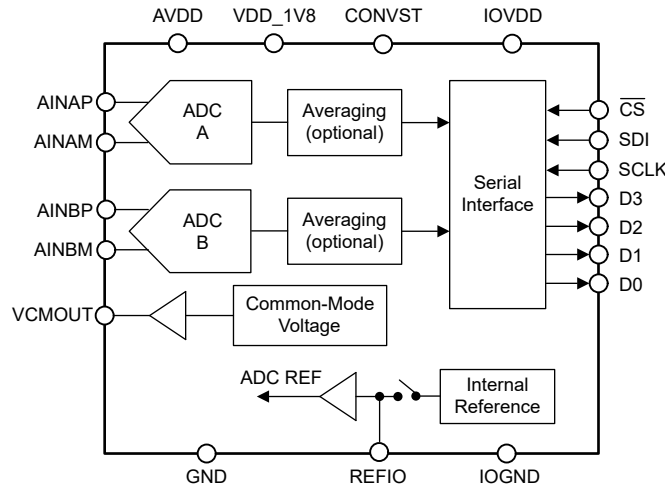 AVDD
VDD_1V8
CONVST
IOVDD
AINAP
AINAM
ADC
A
Averaging
(optional)
AINBP
AINBM
ADC
B
Averaging
(optional)
Serial
Interface
CS
SDI
SCLK
D3
D2
D1
D0
VCMOUT
Common-Mode
Voltage
ADC REF
Internal
Reference
GND
REFIO
IOGND